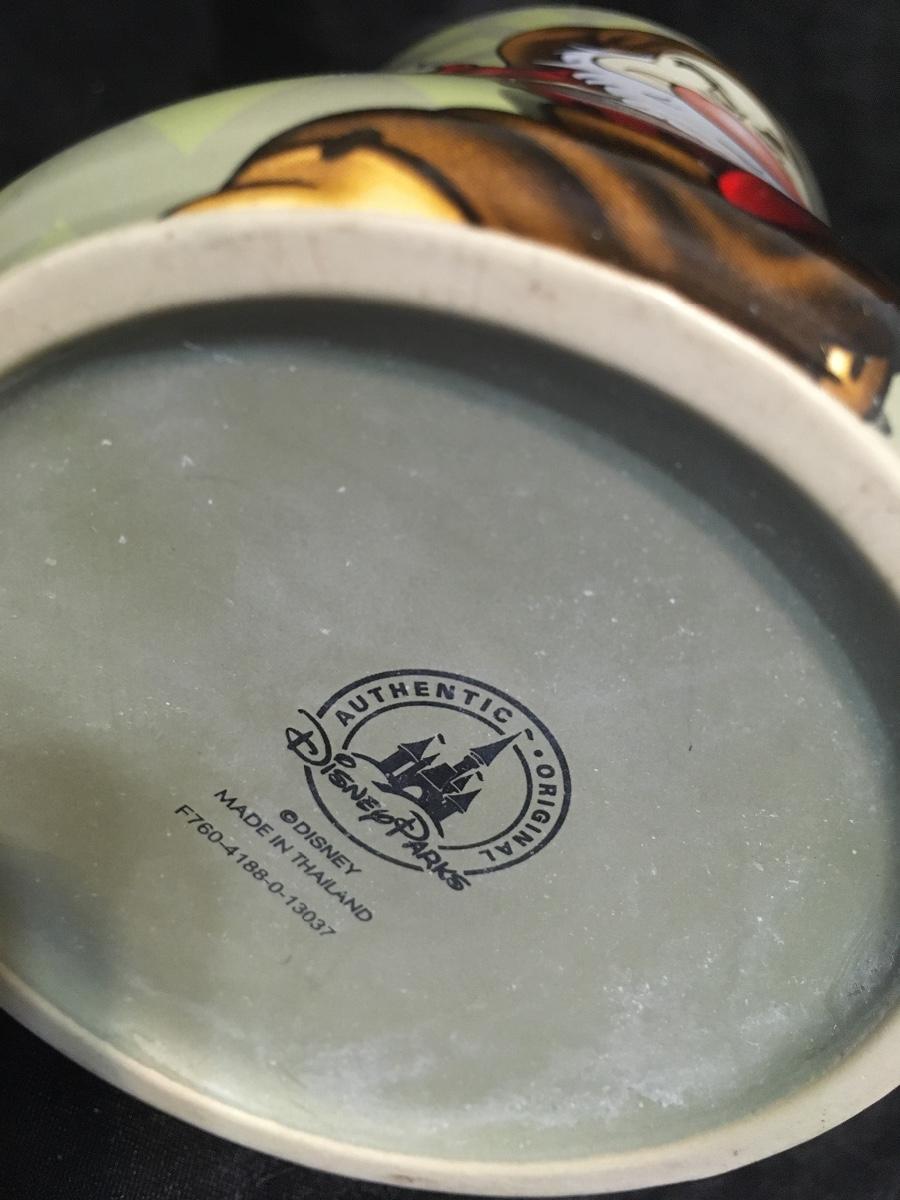 AUTHENTIC • ORIGINAL
Disney Parks
©DISNEY
MADE IN THAILAND
F760-4188-0-13037